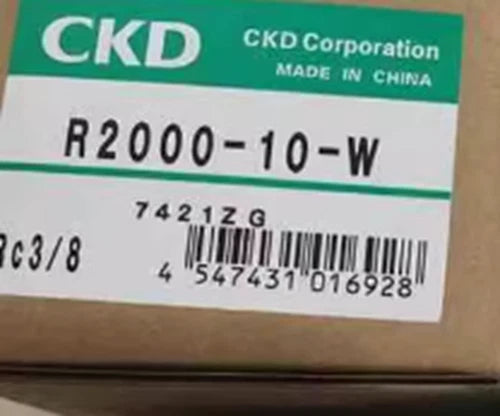 CKD
CKD Corporation
MADE IN CHINA
R2000-10-W
7421ZG
Rc3/8
4 547431 016928